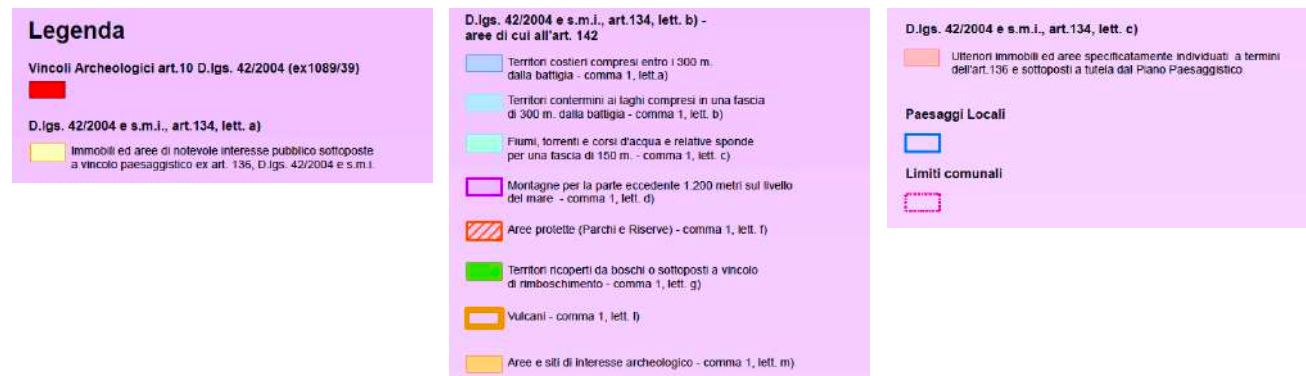 Legenda
Vincoli Archeologici art.10 D.lgs. 42/2004 (ex1089/39)
D.lgs. 42/2004 e s.m.i., art.134, lett. a)
Immobili ed aree di notevole interesse pubblico sottoposte
a vincolo paesaggistico ex art. 136, D.lgs. 42/2004 e s.m.i.
D.lgs. 42/2004 e s.m.i., art.134, lett. b) -
aree di cui all'art. 142
Territori costieri compresi entro i 300 m.
dalla battigia - comma 1, lett.a)
Territori contermini ai laghi compresi in una fascia
di 300 m. dalla battigia - comma 1, lett. b)
Fiumi, torrenti e corsi d'acqua e relative sponde
per una fascia di 150 m. - comma 1, lett. c)
Montagne per la parte eccedente 1.200 metri sul livello
del mare - comma 1, lett. d)
Aree protette (Parchi e Riserve) - comma 1, lett. f)
Territori ricoperti da boschi o sottoposti a vincolo
di rimboschimento - comma 1, lett. g)
Vulcani - comma 1, lett. l)
Aree e siti di interesse archeologico - comma 1, lett. m)
D.lgs. 42/2004 e s.m.i., art.134, lett. c)
Ulteriori immobili ed aree specificatamente individuati a termini
dell'art.136 e sottoposti a tutela dal Piano Paesaggistico
Paesaggi Locali
Limiti comunali